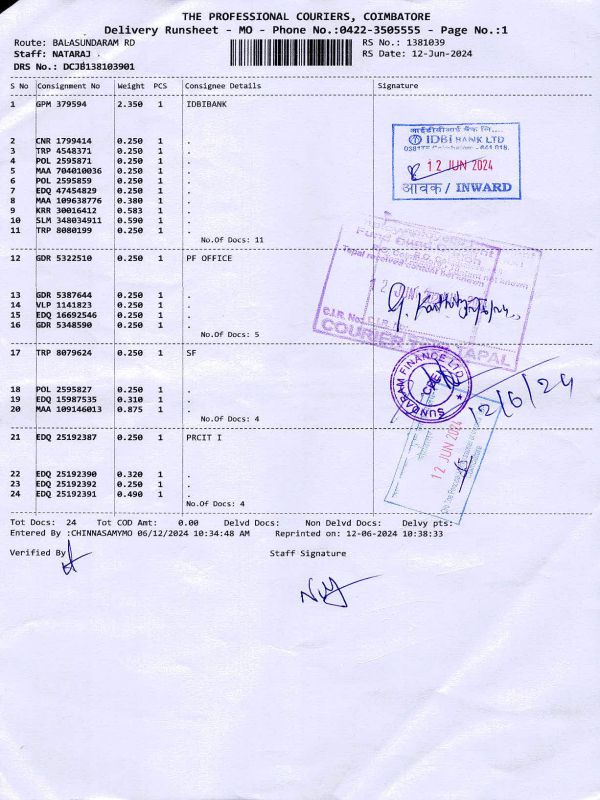 THE PROFESSIONAL COURIERS, COIMBATORE
Delivery Runsheet - MO - Phone No.:0422-3505555 - Page No.:1
Route: BALASUNDARAM RD
RS No.: 1381039
Staff: NATARAJ .
RS Date: 12-Jun-2024
DRS No.: DCJB138103901
S No Consignment No Weight PCS Consignee Details Signature
1 GPM 379594 2.350 1 IDBIBANK
2 CNR 1799414 0.250 1 .
3 TRP 4548371 0.250 1 .
4 POL 2595871 0.250 1 .
5 MAA 704010036 0.250 1 .
6 POL 2595859 0.250 1 .
7 EDQ 47454829 0.250 1 .
8 MAA 109638776 0.380 1 .
9 KRR 30016412 0.583 1 .
10 SLM 348034911 0.590 1 .
11 TRP 8080199 0.250 1 .
No.Of Docs: 11
आईडीबीआई बैंक लि....
IDBI BANK LTD
12 JUN 2024
आवक / INWARD
12 GDR 5322510 0.250 1 PF OFFICE
13 GDR 5387644 0.250 1 .
14 VLP 1141823 0.250 1 .
15 EDQ 16692546 0.250 1 .
16 GDR 5348590 0.250 1 .
No.Of Docs: 5
Tapal received content not known
12 JUN
COURIER TAPAL
17 TRP 8079624 0.250 1 SF
18 POL 2595827 0.250 1 .
19 EDQ 15987535 0.310 1 .
20 MAA 109146013 0.875 1 .
No.Of Docs: 4
SUNDARAM FINANCE LTD
CBE
12/6/24
21 EDQ 25192387 0.250 1 PRCIT I
22 EDQ 25192390 0.320 1 .
23 EDQ 25192392 0.250 1 .
24 EDQ 25192391 0.490 1 .
No.Of Docs: 4
12 JUN 2024
Tot Docs: 24 Tot COD Amt: 0.00 Delvd Docs: Non Delvd Docs: Delvy pts:
Entered By :CHINNASAMYMO 06/12/2024 10:34:48 AM Reprinted on: 12-06-2024 10:38:33
Verified By
Staff Signature